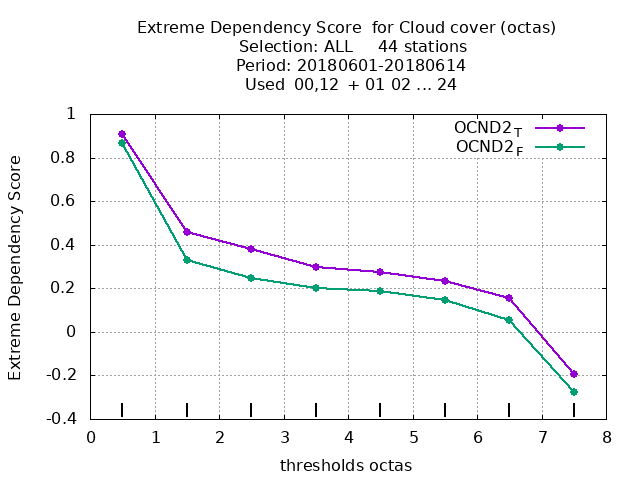 Extreme Dependency Score  for Cloud cover (octas)
Selection: ALL     44 stations
Period: 20180601-20180614
Used  00,12  + 01 02 ... 24
OCND2T
OCND2F
Extreme Dependency Score
1
0.8
0.6
0.4
0.2
0
-0.2
-0.4
0 1 2 3 4 5 6 7 8
thresholds octas